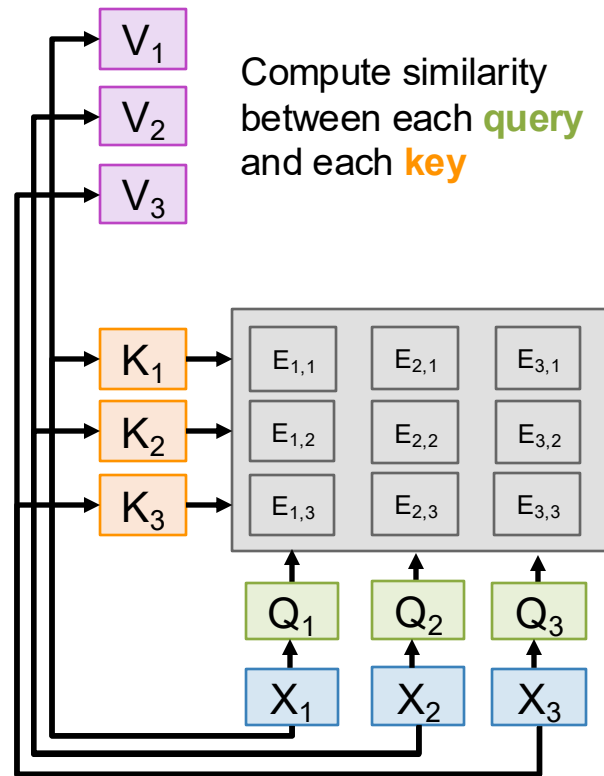 V₁
V₂
V₃
Compute similarity
between each query
and each key
K₁
E₁,₁ E₂,₁ E₃,₁
K₂
E₁,₂ E₂,₂ E₃,₂
K₃
E₁,₃ E₂,₃ E₃,₃
Q₁ Q₂ Q₃
X₁ X₂ X₃